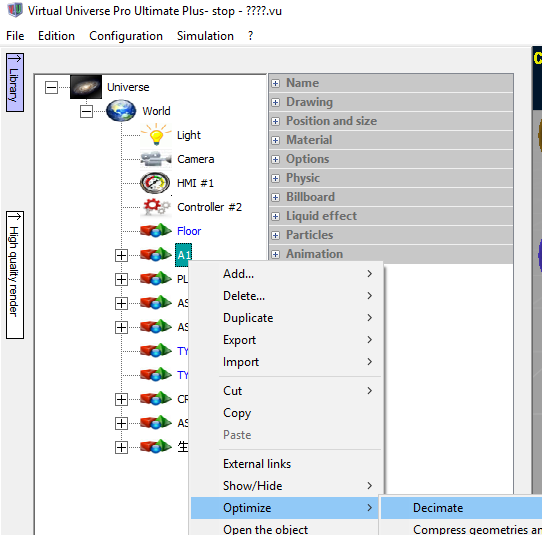 Virtual Universe Pro Ultimate Plus- stop - ????.vu
File Edition Configuration Simulation ?
Library
High quality render
Universe
World
Light
Camera
HMI #1
Controller #2
Floor
A1
PL
AS
AS
TY
TY
CR
AS
生
Name
Drawing
Position and size
Material
Options
Physic
Billboard
Liquid effect
Particles
Animation
Add...
Delete...
Duplicate
Export
Import
Cut
Copy
Paste
External links
Show/Hide
Optimize
Open the object
Decimate
Compress geometries an